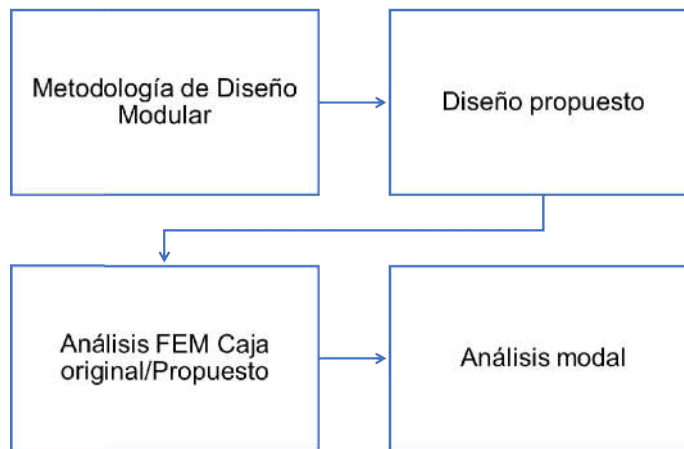 Metodología de Diseño
Modular
Diseño propuesto
Análisis FEM Caja
original/Propuesto
Análisis modal